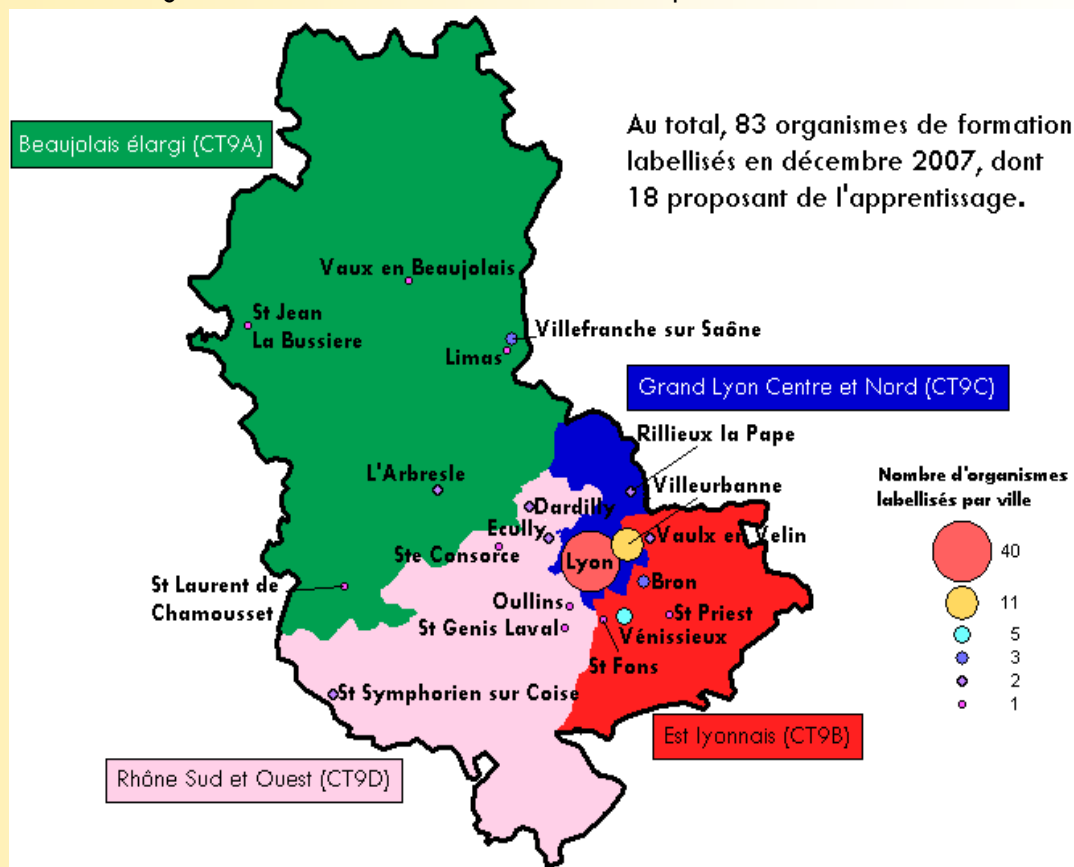 Beaujolais élargi (CT9A)
Au total, 83 organismes de formation
labellisés en décembre 2007, dont
18 proposant de l'apprentissage.
Vaux en Beaujolais
St Jean
La Bussiere
Villefranche sur Saône
Limas
Grand Lyon Centre et Nord (CT9C)
Rillieux la Pape
L'Arbresle
Villeurbanne
Dardilly
Ecully
Vaulx en Velin
Ste Consorce
Lyon
Bron
St Laurent de
Chamousset
Oullins
St Priest
St Genis Laval
Vénissieux
St Fons
St Symphorien sur Coise
Est lyonnais (CT9B)
Rhône Sud et Ouest (CT9D)
Nombre d'organismes
labellisés par ville
40
11
5
3
2
1